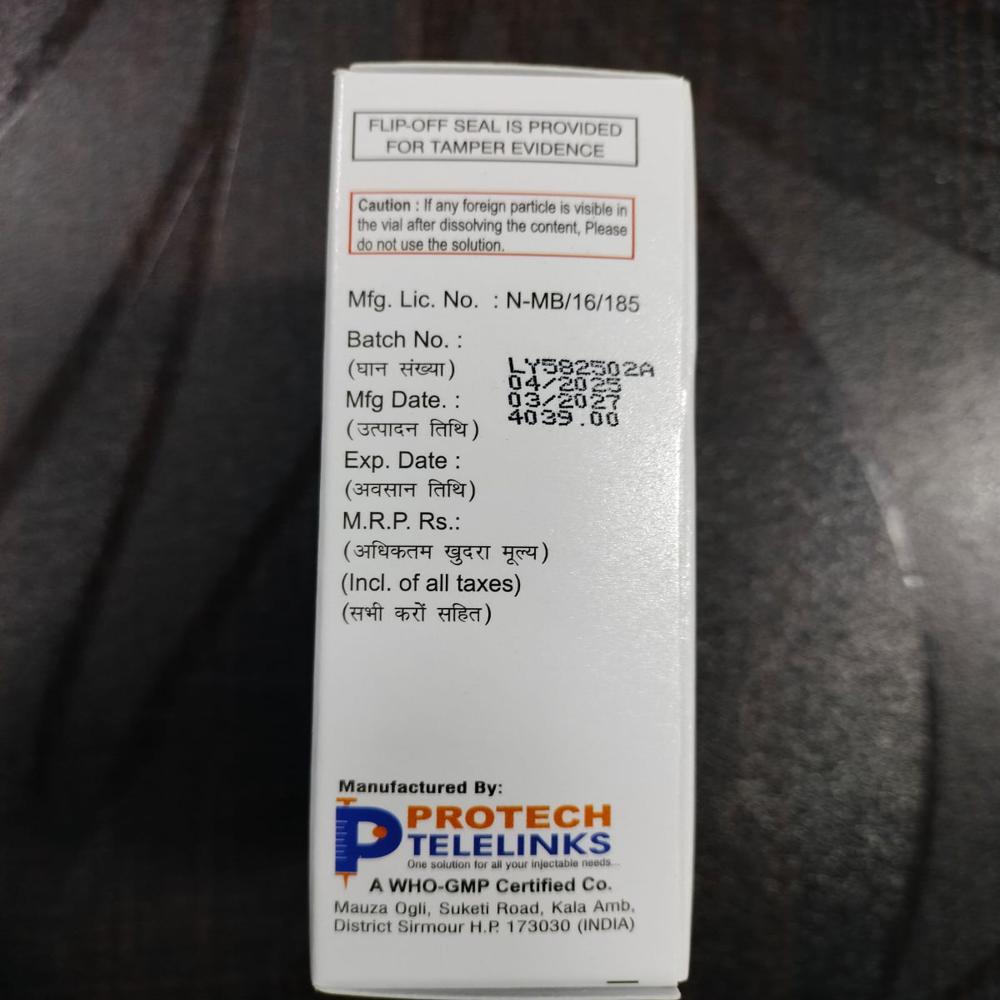 FLIP-OFF SEAL IS PROVIDED
FOR TAMPER EVIDENCE
Caution : If any foreign particle is visible in
the vial after dissolving the content, Please
do not use the solution.
Mfg. Lic. No. : N-MB/16/185
Batch No. :
(घान संख्या)
Mfg Date. :
(उत्पादन तिथि)
Exp. Date :
(अवसान तिथि)
M.R.P. Rs.:
(अधिकतम खुदरा मूल्य)
(Incl. of all taxes)
(सभी करों सहित)
LY582502A
04/2025
03/2027
4039.00
Manufactured By:
PROTECH
TELELINKS
One solution for all your injectable needs...
A WHO-GMP Certified Co.
Mauza Ogli, Suketi Road, Kala Amb,
District Sirmour H.P. 173030 (INDIA)